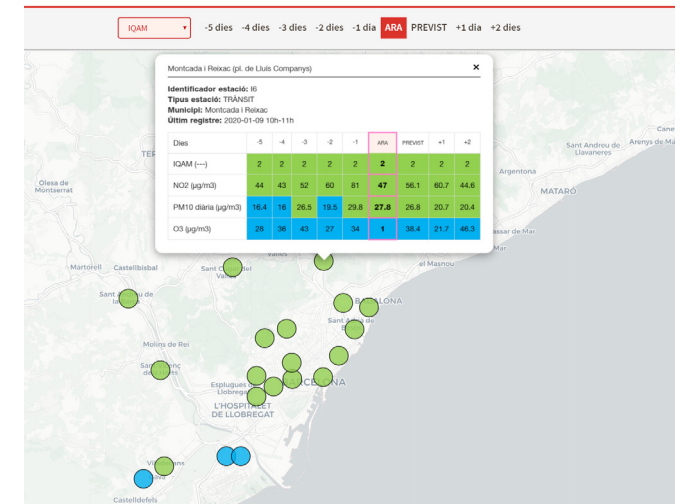 IQAM
-5 dies -4 dies -3 dies -2 dies -1 dia ARA PREVIST +1 dia +2 dies
Montcada i Reixac (pl. de Lluís Companys) ×
Identificador estació: I6
Tipus estació: TRÀNSIT
Municipi: Montcada i Reixac
Últim registre: 2020-01-09 10h-11h
Dies -5 -4 -3 -2 -1 ARA PREVIST +1 +2
IQAM (---) 2 2 2 2 2 2 2 2 2
NO2 (µg/m3) 44 43 52 60 81 47 56.1 60.7 44.6
PM10 diària (µg/m3) 16.4 16 26.5 19.5 29.8 27.8 26.8 20.7 20.4
O3 (µg/m3) 28 36 43 27 34 1 38.4 21.7 46.3
Sant Andreu de
Llavaneres
Arenys de
Argentona
Olesa de
Montserrat
MATARÓ
assar de Mar
Mar
Martorell
Castellbisbal
Sant
del
Vallès
el Masnou
Sant
de
Sant
de
Molins de Rei
Esplugues
Llobregat
L'HOSPITALET
DE LLOBREGAT
Castelldefels